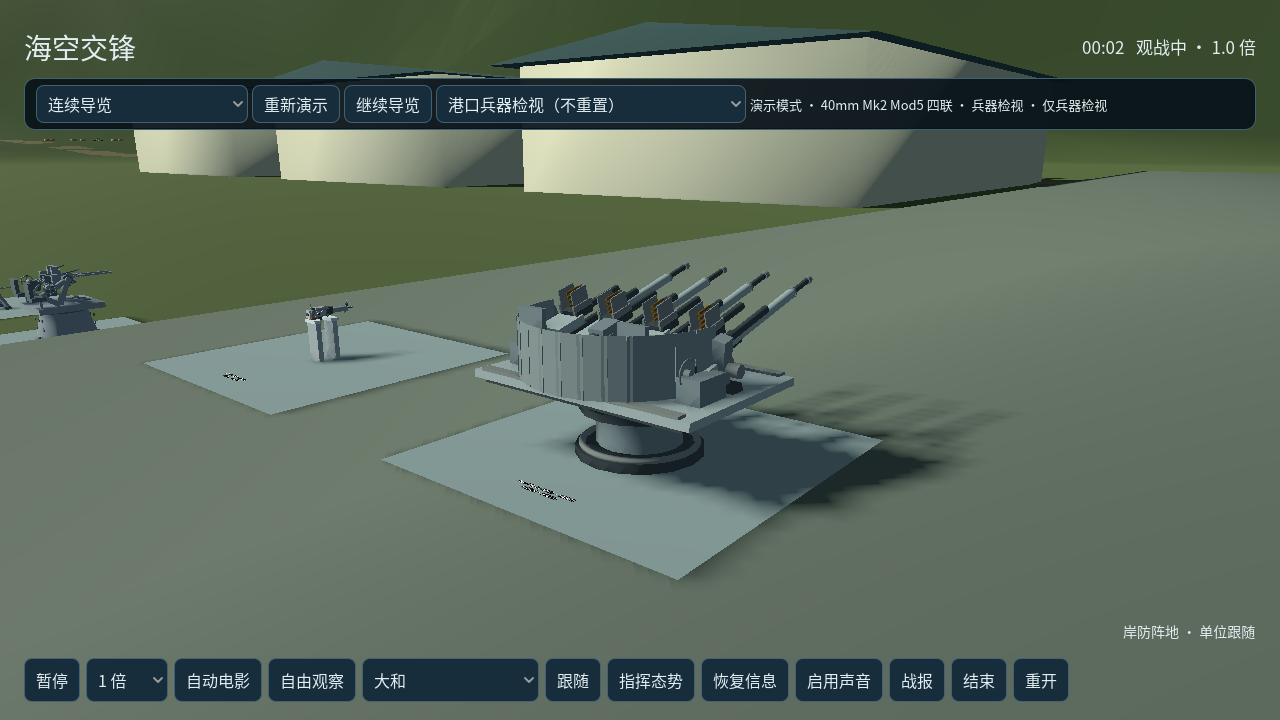 海空交锋
00:02 观战中 · 1.0 倍
连续导览 重新演示 继续导览 港口兵器检视（不重置） 演示模式 · 40mm Mk2 Mod5 四联 · 兵器检视 · 仅兵器检视
岸防阵地 · 单位跟随
暂停 1 倍 自动电影 自由观察 大和 跟随 指挥态势 恢复信息 启用声音 战报 结束 重开